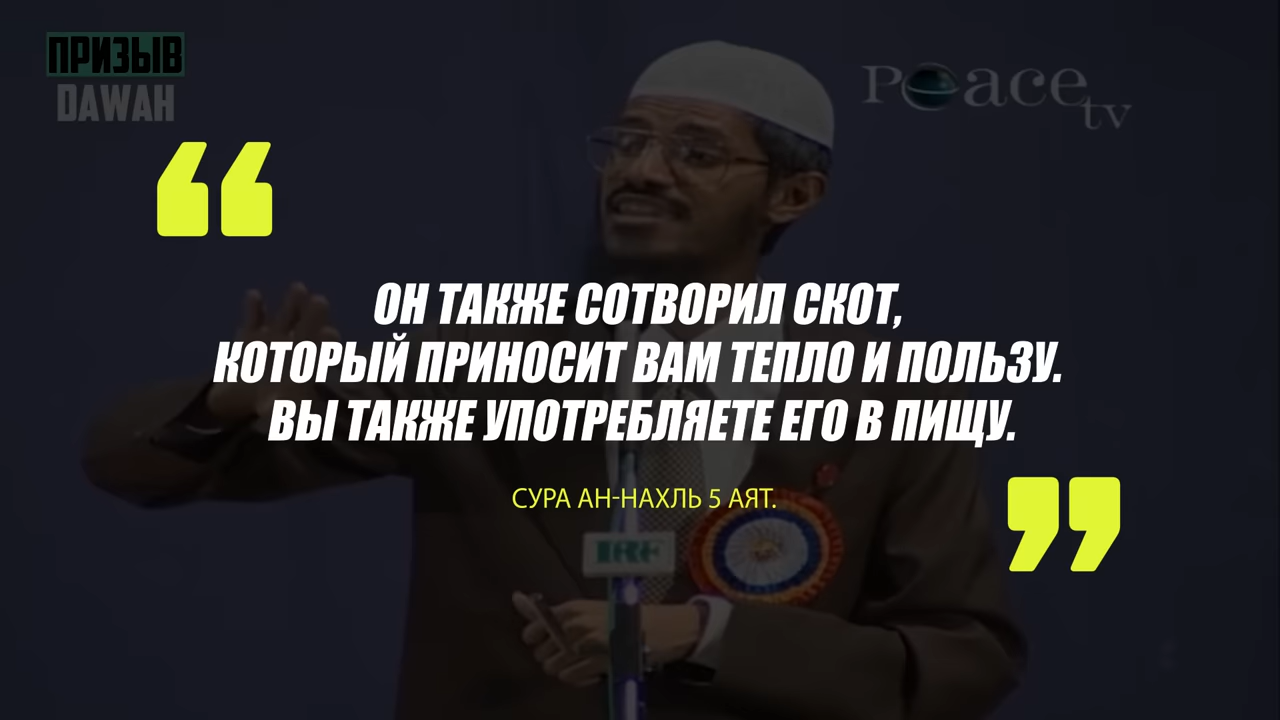 ПРИЗЫВ
DAWAH
Peace
tv
“
ОН ТАКЖЕ СОТВОРИЛ СКОТ,
КОТОРЫЙ ПРИНОСИТ ВАМ ТЕПЛО И ПОЛЬЗУ.
ВЫ ТАКЖЕ УПОТРЕБЛЯЕТЕ ЕГО В ПИЩУ.
СУРА АН-НАХЛЬ 5 АЯТ.
”
IRF